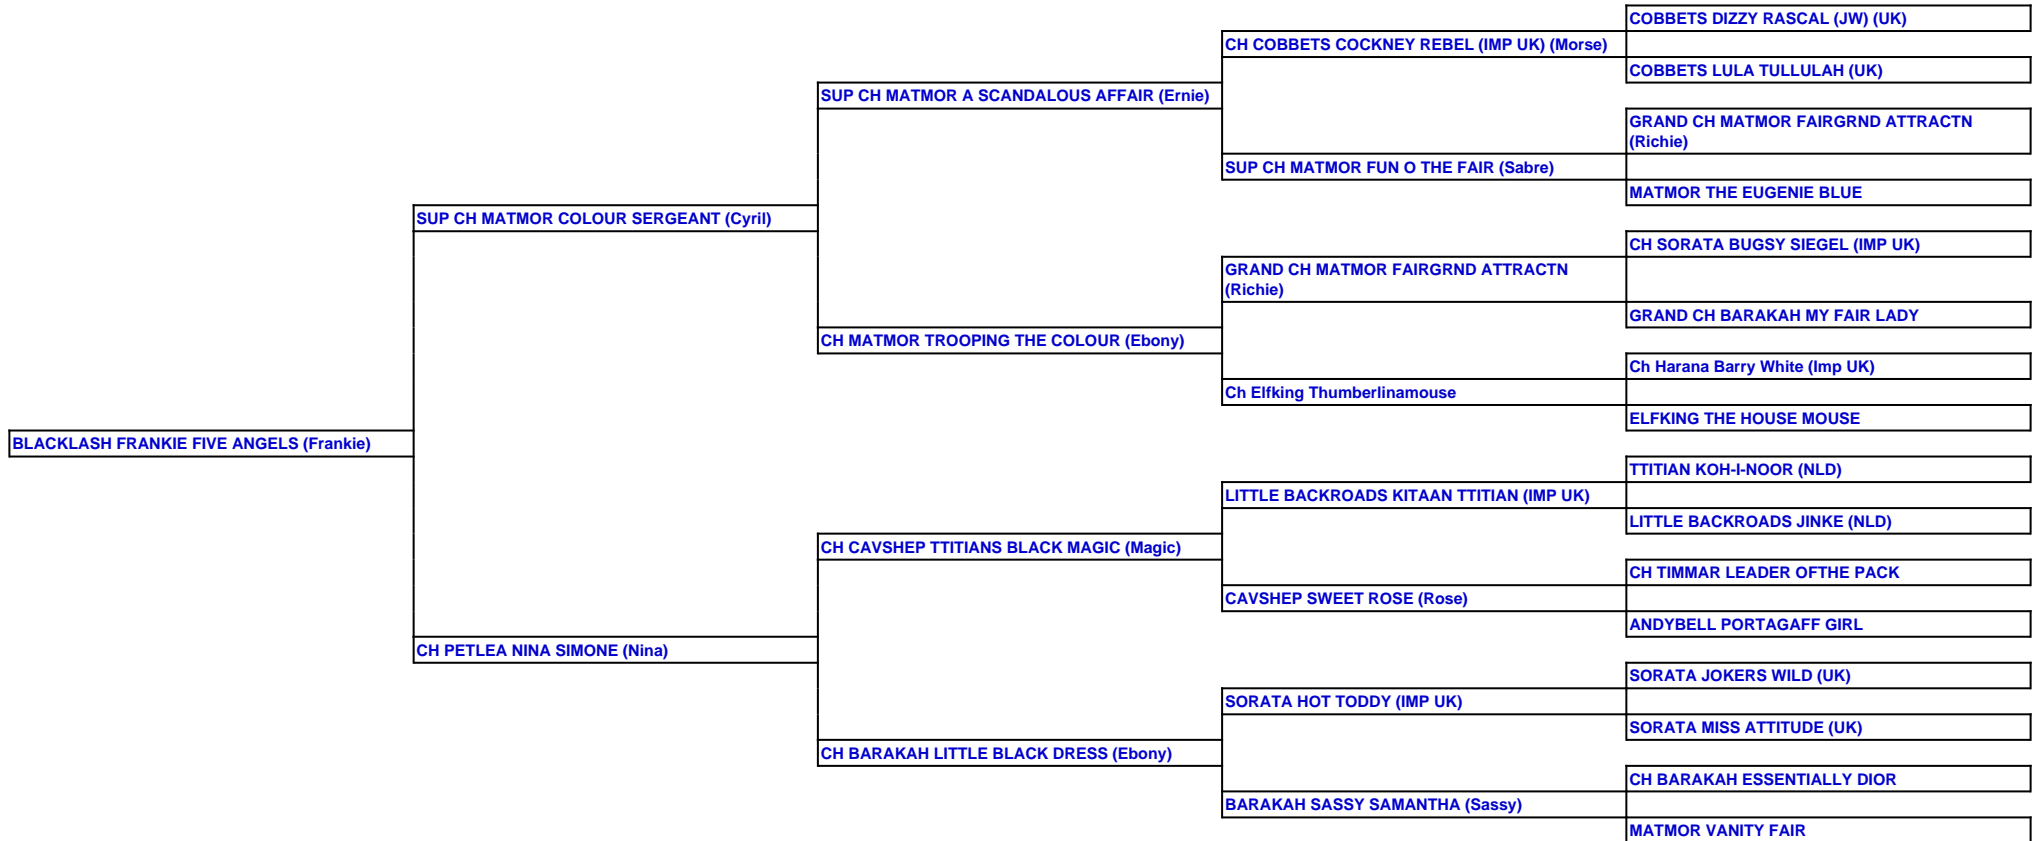 COBBETS DIZZY RASCAL (JW) (UK)
CH COBBETS COCKNEY REBEL (IMP UK) (Morse)
COBBETS LULA TULLULAH (UK)
SUP CH MATMOR A SCANDALOUS AFFAIR (Ernie)
GRAND CH MATMOR FAIRGRND ATTRACTN
(Richie)
SUP CH MATMOR FUN O THE FAIR (Sabre)
MATMOR THE EUGENIE BLUE
SUP CH MATMOR COLOUR SERGEANT (Cyril)
CH SORATA BUGSY SIEGEL (IMP UK)
GRAND CH MATMOR FAIRGRND ATTRACTN
(Richie)
GRAND CH BARAKAH MY FAIR LADY
CH MATMOR TROOPING THE COLOUR (Ebony)
Ch Harana Barry White (Imp UK)
Ch Elfking Thumberlinamouse
ELFKING THE HOUSE MOUSE
BLACKLASH FRANKIE FIVE ANGELS (Frankie)
TTITIAN KOH-I-NOOR (NLD)
LITTLE BACKROADS KITAAN TTITIAN (IMP UK)
LITTLE BACKROADS JINKE (NLD)
CH CAVSHEP TTITIANS BLACK MAGIC (Magic)
CH TIMMAR LEADER OFTHE PACK
CAVSHEP SWEET ROSE (Rose)
ANDYBELL PORTAGAFF GIRL
CH PETLEA NINA SIMONE (Nina)
SORATA JOKERS WILD (UK)
SORATA HOT TODDY (IMP UK)
SORATA MISS ATTITUDE (UK)
CH BARAKAH LITTLE BLACK DRESS (Ebony)
CH BARAKAH ESSENTIALLY DIOR
BARAKAH SASSY SAMANTHA (Sassy)
MATMOR VANITY FAIR